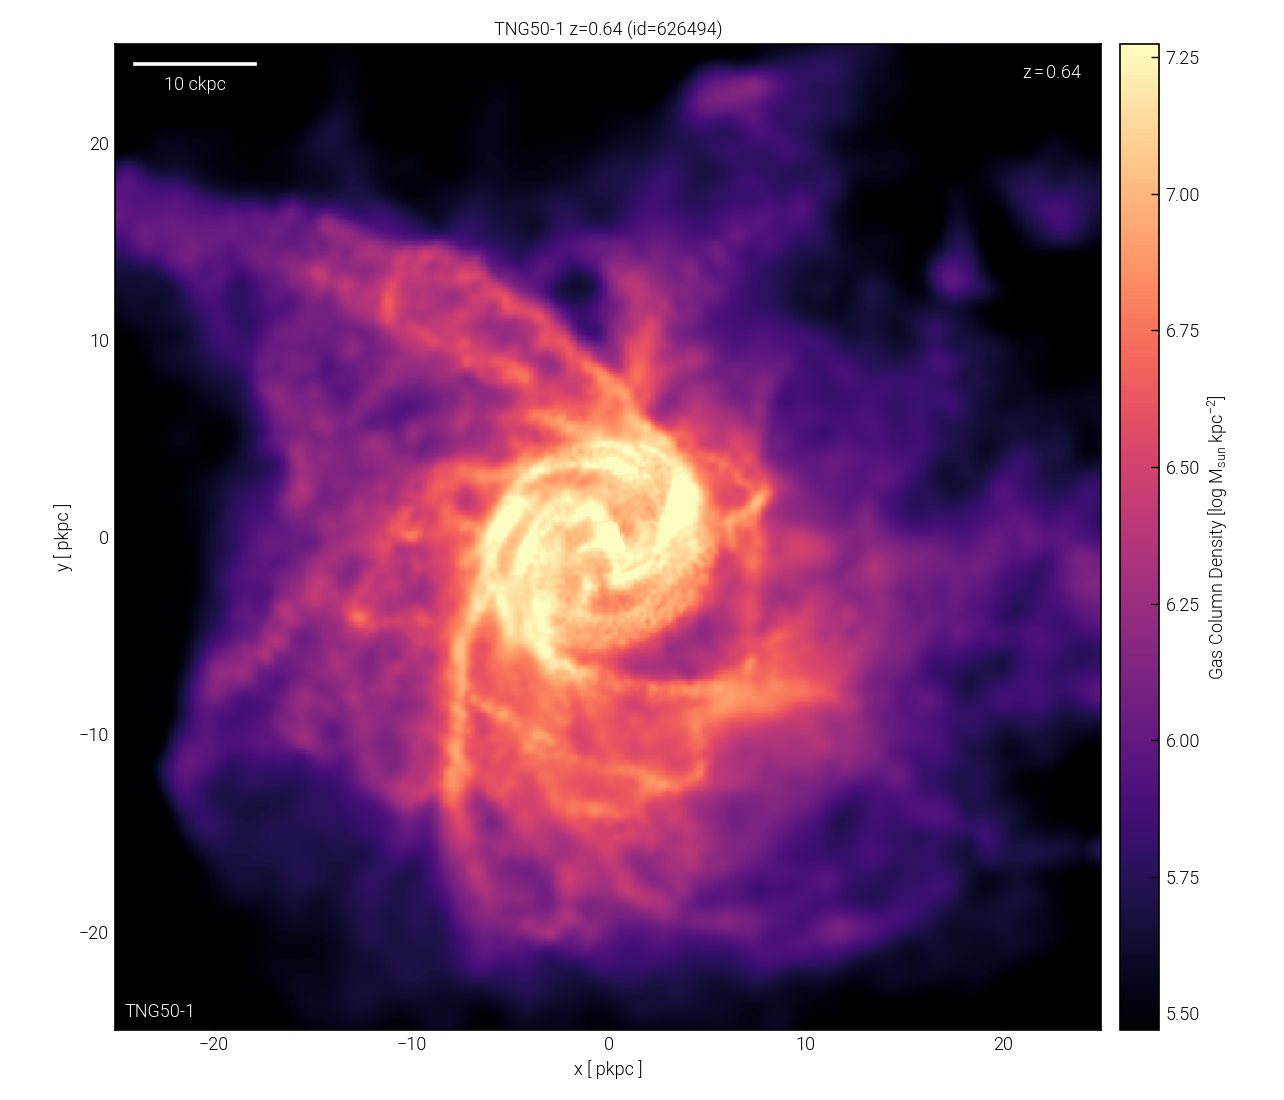 TNG50-1 z=0.64 (id=626494)
10 ckpc
z=0.64
TNG50-1
20
10
0
−10
−20
y [ pkpc ]
−20
−10
0
10
20
x [ pkpc ]
7.25
7.00
6.75
6.50
6.25
6.00
5.75
5.50
Gas Column Density [log M_sun kpc⁻²]